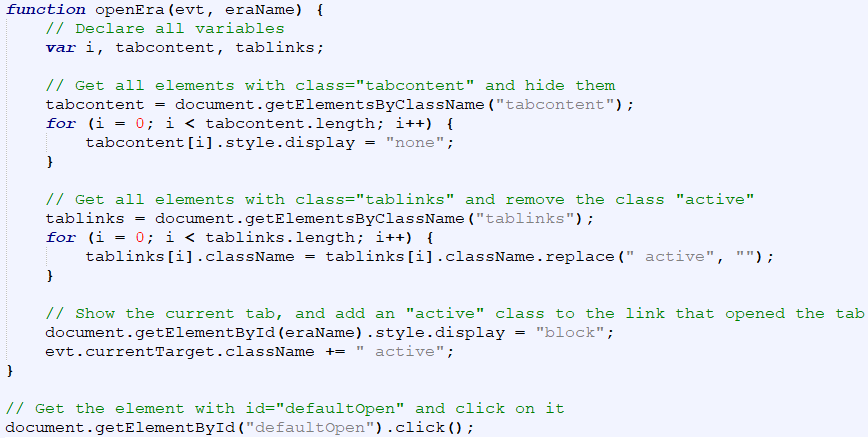 function openEra(evt, eraName) {
    // Declare all variables
    var i, tabcontent, tablinks;

    // Get all elements with class="tabcontent" and hide them
    tabcontent = document.getElementsByClassName("tabcontent");
    for (i = 0; i < tabcontent.length; i++) {
        tabcontent[i].style.display = "none";
    }

    // Get all elements with class="tablinks" and remove the class "active"
    tablinks = document.getElementsByClassName("tablinks");
    for (i = 0; i < tablinks.length; i++) {
        tablinks[i].className = tablinks[i].className.replace(" active", "");
    }

    // Show the current tab, and add an "active" class to the link that opened the tab
    document.getElementById(eraName).style.display = "block";
    evt.currentTarget.className += " active";
}

// Get the element with id="defaultOpen" and click on it
document.getElementById("defaultOpen").click();